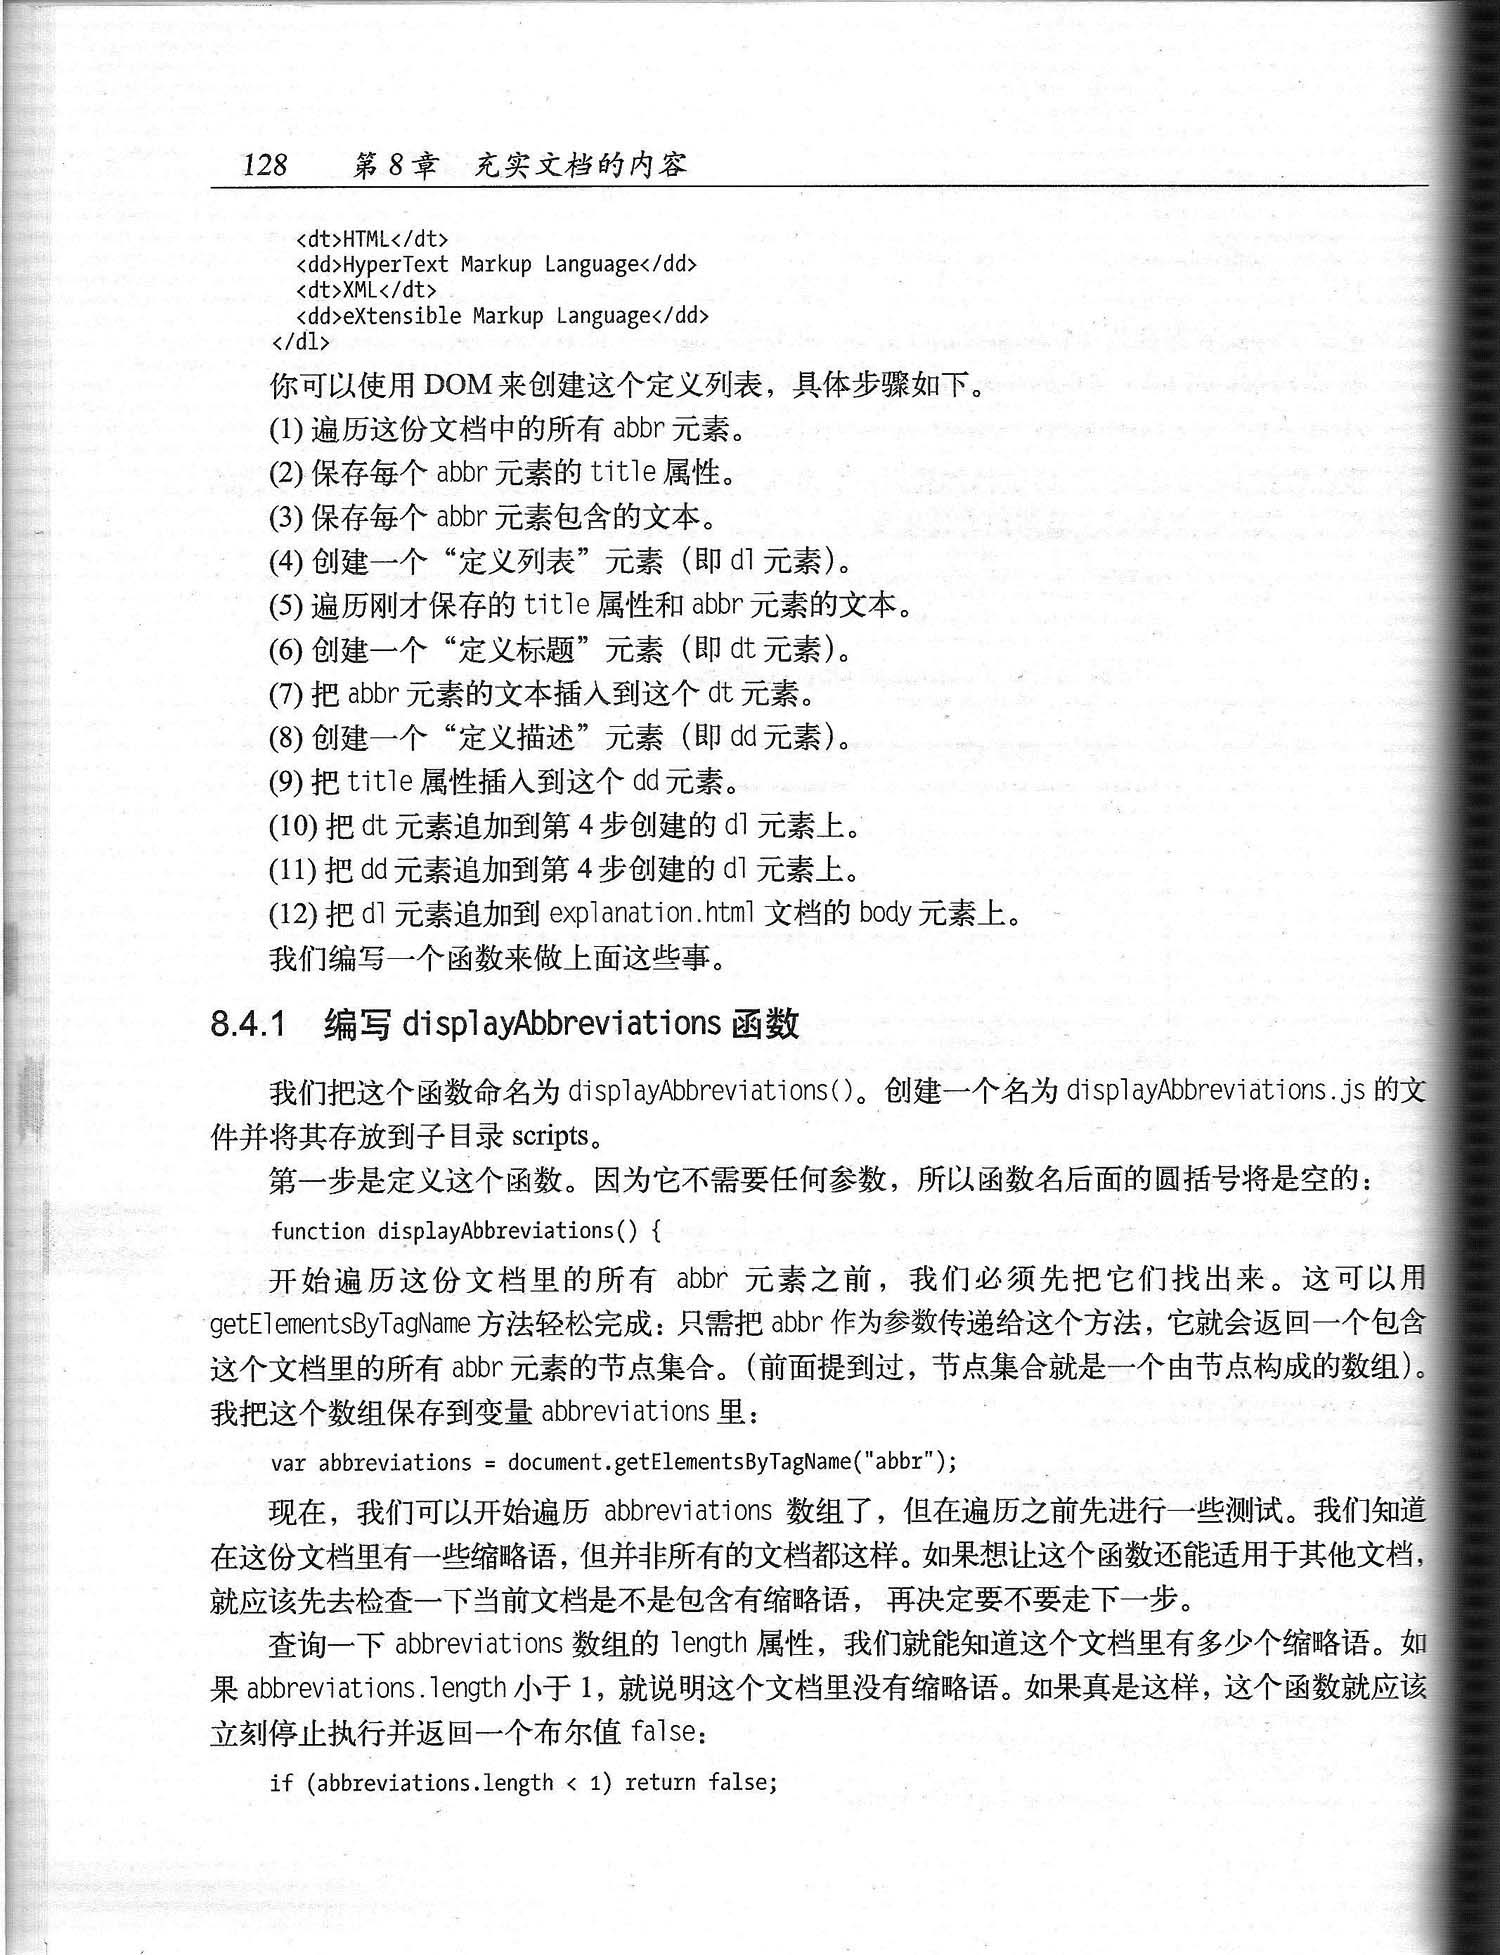 128 第 8 章 充实文档的内容
<dt>HTML</dt>
<dd>HyperText Markup Language</dd>
<dt>XML</dt>
<dd>eXtensible Markup Language</dd>
</dl>
你可以使用 DOM 来创建这个定义列表，具体步骤如下。
(1) 遍历这份文档中的所有 abbr 元素。
(2) 保存每个 abbr 元素的 title 属性。
(3) 保存每个 abbr 元素包含的文本。
(4) 创建一个“定义列表”元素（即 dl 元素）。
(5) 遍历刚才保存的 title 属性和 abbr 元素的文本。
(6) 创建一个“定义标题”元素（即 dt 元素）。
(7) 把 abbr 元素的文本插入到这个 dt 元素。
(8) 创建一个“定义描述”元素（即 dd 元素）。
(9) 把 title 属性插入到这个 dd 元素。
(10) 把 dt 元素追加到第 4 步创建的 dl 元素上。
(11) 把 dd 元素追加到第 4 步创建的 dl 元素上。
(12) 把 dl 元素追加到 explanation.html 文档的 body 元素上。
我们编写一个函数来做上面这些事。
8.4.1 编写 displayAbbreviations 函数
我们把这个函数命名为 displayAbbreviations()。创建一个名为 displayAbbreviations.js 的文
件并将其存放到子目录 scripts。
第一步是定义这个函数。因为它不需要任何参数，所以函数名后面的圆括号将是空的：
function displayAbbreviations() {
开始遍历这份文档里的所有 abbr 元素之前，我们必须先把它们找出来。这可以用
getElementsByTagName 方法轻松完成：只需把 abbr 作为参数传递给这个方法，它就会返回一个包含
这个文档里的所有 abbr 元素的节点集合。（前面提到过，节点集合就是一个由节点构成的数组）。
我把这个数组保存到变量 abbreviations 里：
var abbreviations = document.getElementsByTagName("abbr");
现在，我们可以开始遍历 abbreviations 数组了，但在遍历之前先进行一些测试。我们知道
在这份文档里有一些缩略语，但并非所有的文档都这样。如果想让这个函数还能适用于其他文档，
就应该先去检查一下当前文档是不是包含有缩略语， 再决定要不要走下一步。
查询一下 abbreviations 数组的 length 属性，我们就能知道这个文档里有多少个缩略语。如
果 abbreviations.length 小于 1，就说明这个文档里没有缩略语。如果真是这样，这个函数就应该
立刻停止执行并返回一个布尔值 false：
if (abbreviations.length < 1) return false;